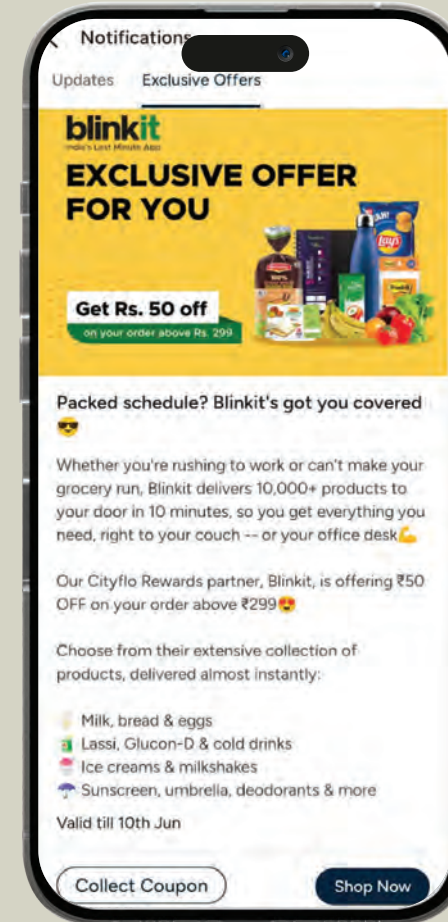 Notifications
Updates Exclusive Offers
blinkit
India's Last Minute App
EXCLUSIVE OFFER
FOR YOU
Lay's
Get Rs. 50 off
on your order above Rs. 299
Packed schedule? Blinkit's got you covered
😎
Whether you're rushing to work or can't make your
grocery run, Blinkit delivers 10,000+ products to
your door in 10 minutes, so you get everything you
need, right to your couch -- or your office desk💪
Our Cityflo Rewards partner, Blinkit, is offering ₹50
OFF on your order above ₹299😍
Choose from their extensive collection of
products, delivered almost instantly:
🥛 Milk, bread & eggs
🧃 Lassi, Glucon-D & cold drinks
🍧 Ice creams & milkshakes
☂️ Sunscreen, umbrella, deodorants & more
Valid till 10th Jun
Collect Coupon Shop Now